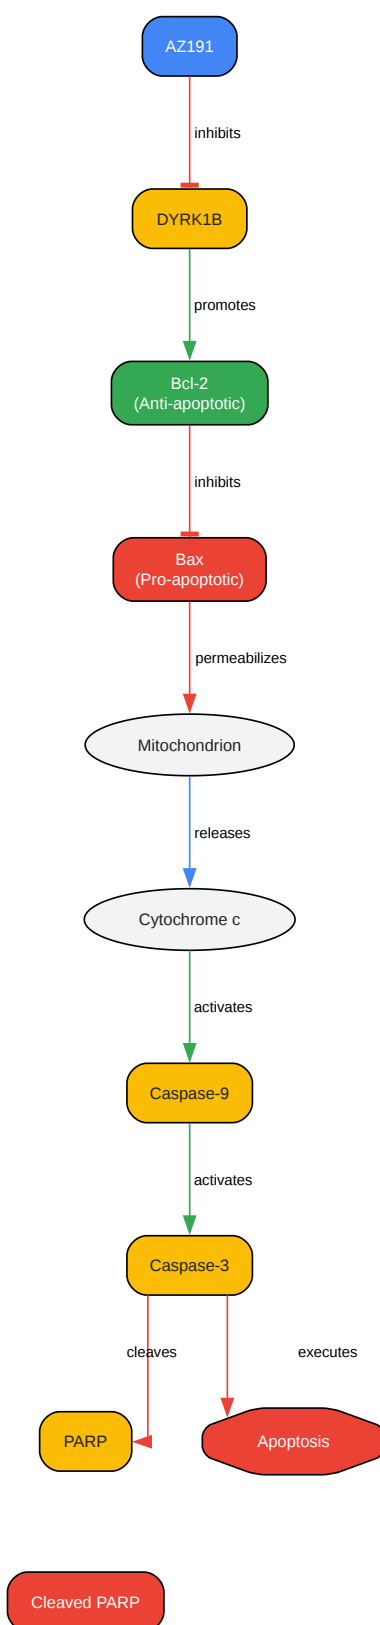 AZ191
inhibits
DYRK1B
promotes
Bcl-2
(Anti-apoptotic)
inhibits
Bax
(Pro-apoptotic)
permeabilizes
Mitochondrion
releases
Cytochrome c
activates
Caspase-9
activates
Caspase-3
cleaves
executes
PARP
Apoptosis
Cleaved PARP